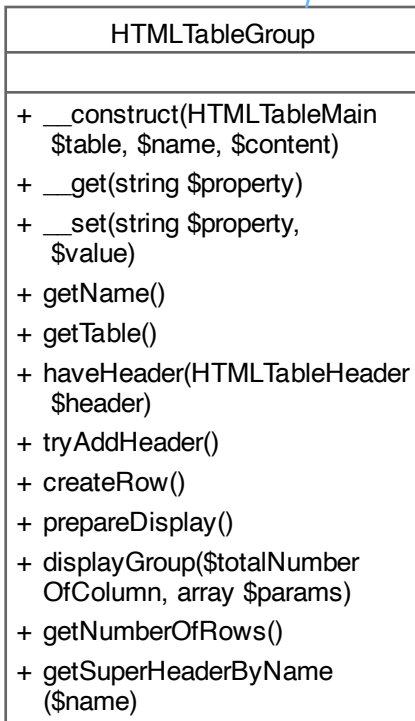 HTMLTableGroup
+ __construct(HTMLTableMain
$table, $name, $content)
+ __get(string $property)
+ __set(string $property,
$value)
+ getName()
+ getTable()
+ haveHeader(HTMLTableHeader
$header)
+ tryAddHeader()
+ createRow()
+ prepareDisplay()
+ displayGroup($totalNumber
OfColumn, array $params)
+ getNumberOfRows()
+ getSuperHeaderByName
($name)